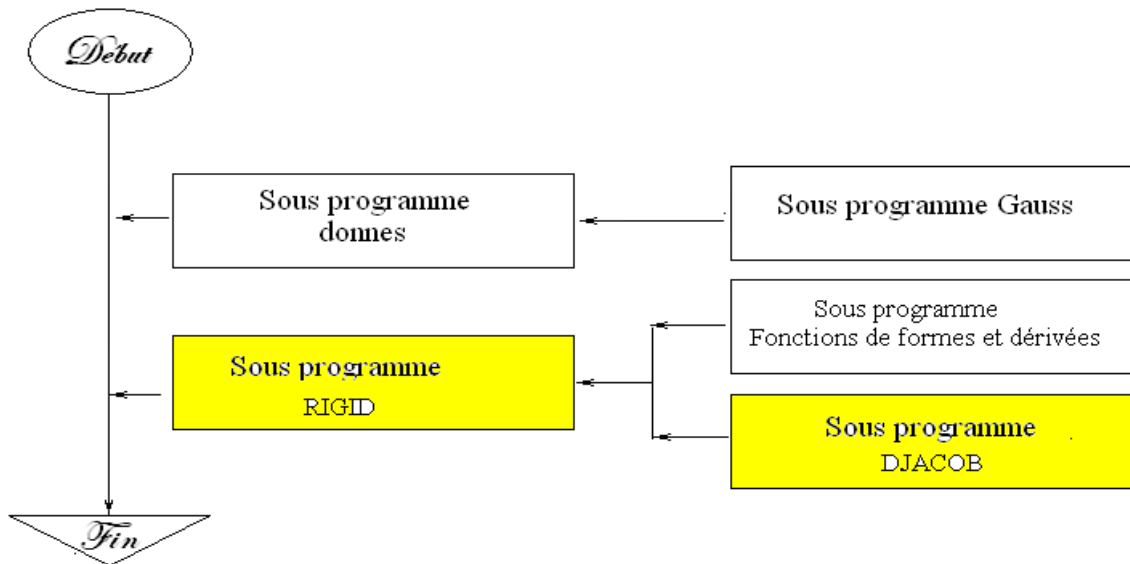 Début
Sous programme
donnes
Sous programme Gauss
Sous programme
Fonctions de formes et dérivées
Sous programme
RIGID
Sous programme
DJACOB
Fin